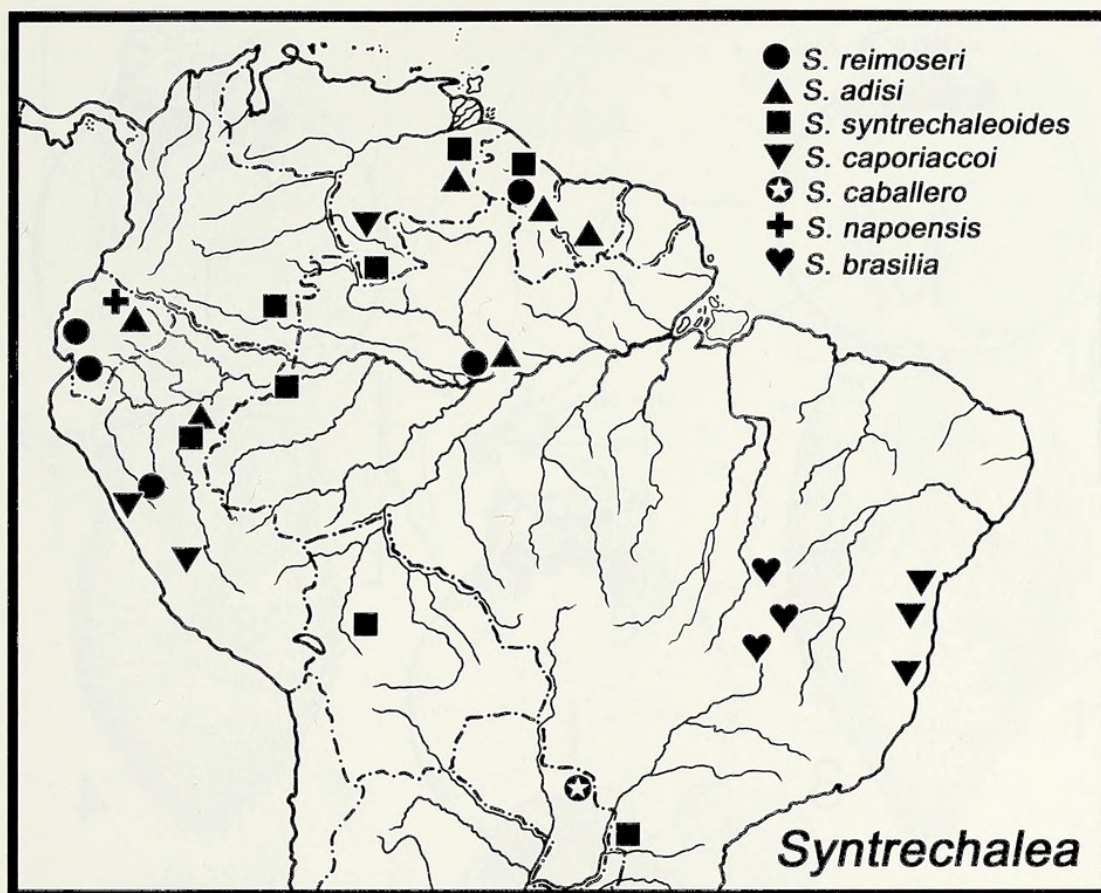 S. reimoseri
S. adisi
S. syntrechaleoides
S. caporiaccoi
S. caballero
S. napoensis
S. brasilia
Syntrechalea